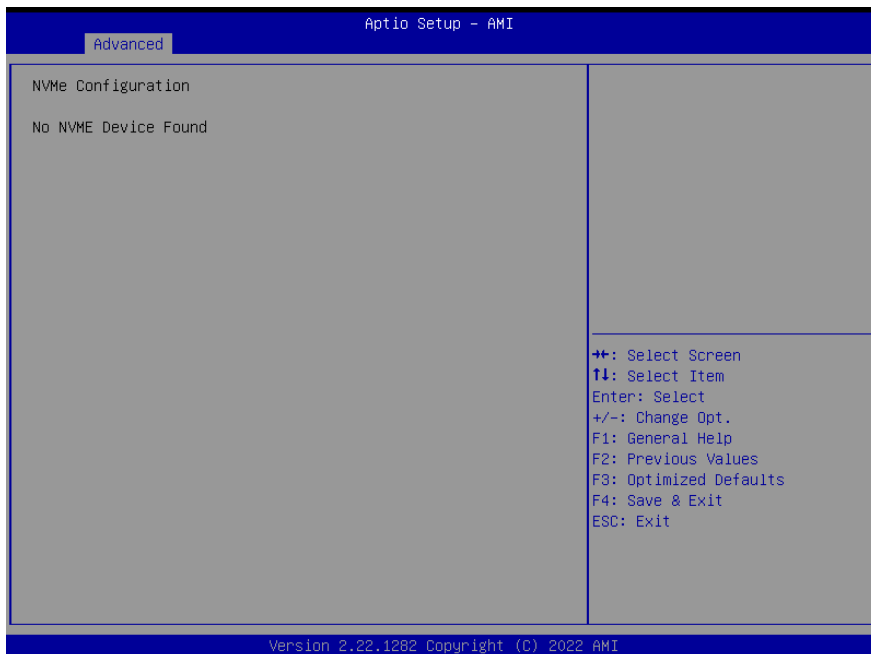 Aptio Setup – AMI
Advanced
NVMe Configuration
No NVME Device Found
→←: Select Screen
↑↓: Select Item
Enter: Select
+/-: Change Opt.
F1: General Help
F2: Previous Values
F3: Optimized Defaults
F4: Save & Exit
ESC: Exit
Version 2.22.1282 Copyright (C) 2022 AMI